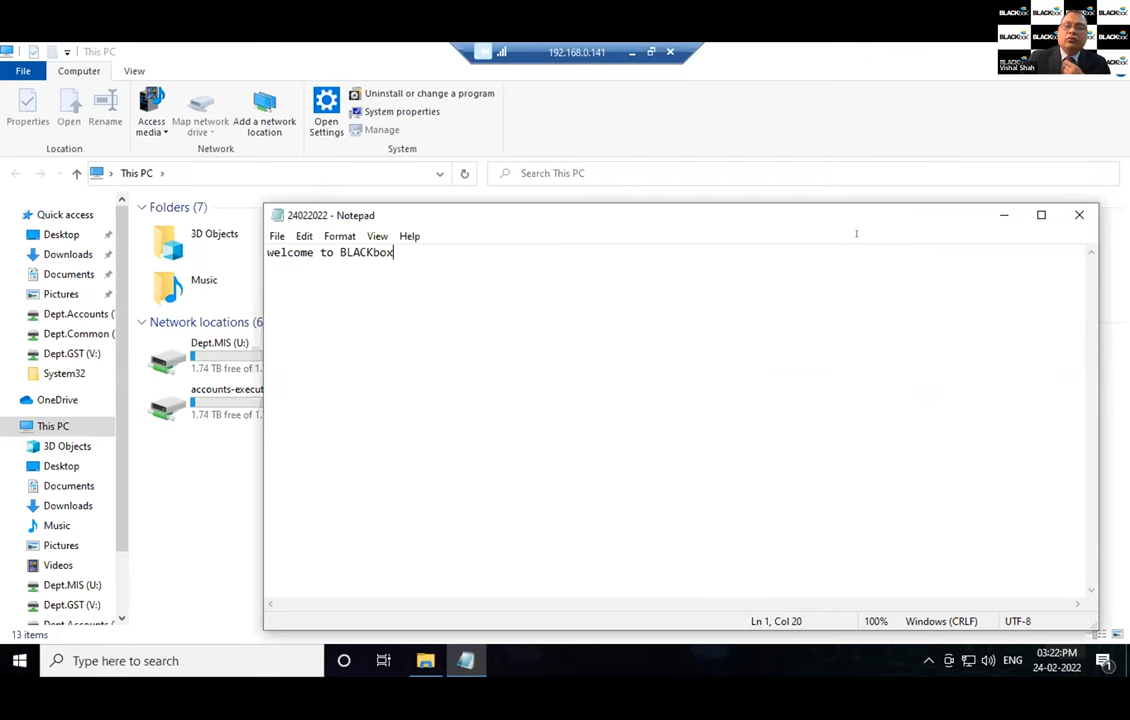 This PC
192.168.0.141
BLACKbox
Vishal Shah
File
Computer
View
Properties
Open
Rename
Access media
Map network drive
Add a network location
Open Settings
Uninstall or change a program
System properties
Manage
Location
Network
System
This PC
Search This PC
Quick access
Desktop
Downloads
Documents
Pictures
Dept.Accounts (
Dept.Common (
Dept.GST (V:)
System32
OneDrive
This PC
3D Objects
Desktop
Documents
Downloads
Music
Pictures
Videos
Dept.MIS (U:)
Dept.GST (V:)
13 items
Folders (7)
3D Objects
Music
Network locations (6
Dept.MIS (U:)
1.74 TB free of 1.
accounts-execut
1.74 TB free of 1.
24022022 - Notepad
File Edit Format View Help
welcome to BLACKbox
Ln 1, Col 20
100%
Windows (CRLF)
UTF-8
Type here to search
ENG
03:22:PM
24-02-2022
1